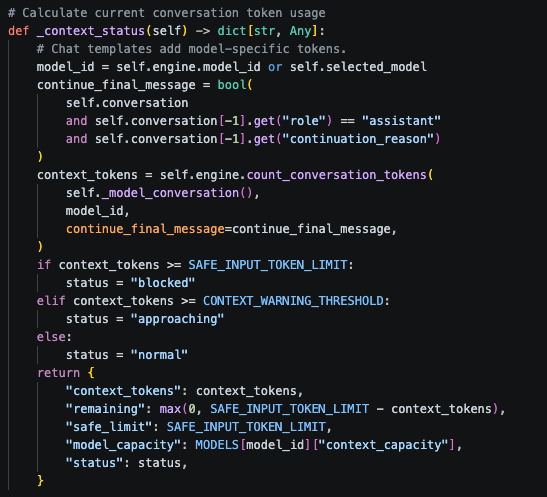 # Calculate current conversation token usage
def _context_status(self) -> dict[str, Any]:
    # Chat templates add model-specific tokens.
    model_id = self.engine.model_id or self.selected_model
    continue_final_message = bool(
        self.conversation
        and self.conversation[-1].get("role") == "assistant"
        and self.conversation[-1].get("continuation_reason")
    )
    context_tokens = self.engine.count_conversation_tokens(
        self._model_conversation(),
        model_id,
        continue_final_message=continue_final_message,
    )
    if context_tokens >= SAFE_INPUT_TOKEN_LIMIT:
        status = "blocked"
    elif context_tokens >= CONTEXT_WARNING_THRESHOLD:
        status = "approaching"
    else:
        status = "normal"
    return {
        "context_tokens": context_tokens,
        "remaining": max(0, SAFE_INPUT_TOKEN_LIMIT - context_tokens),
        "safe_limit": SAFE_INPUT_TOKEN_LIMIT,
        "model_capacity": MODELS[model_id]["context_capacity"],
        "status": status,
    }